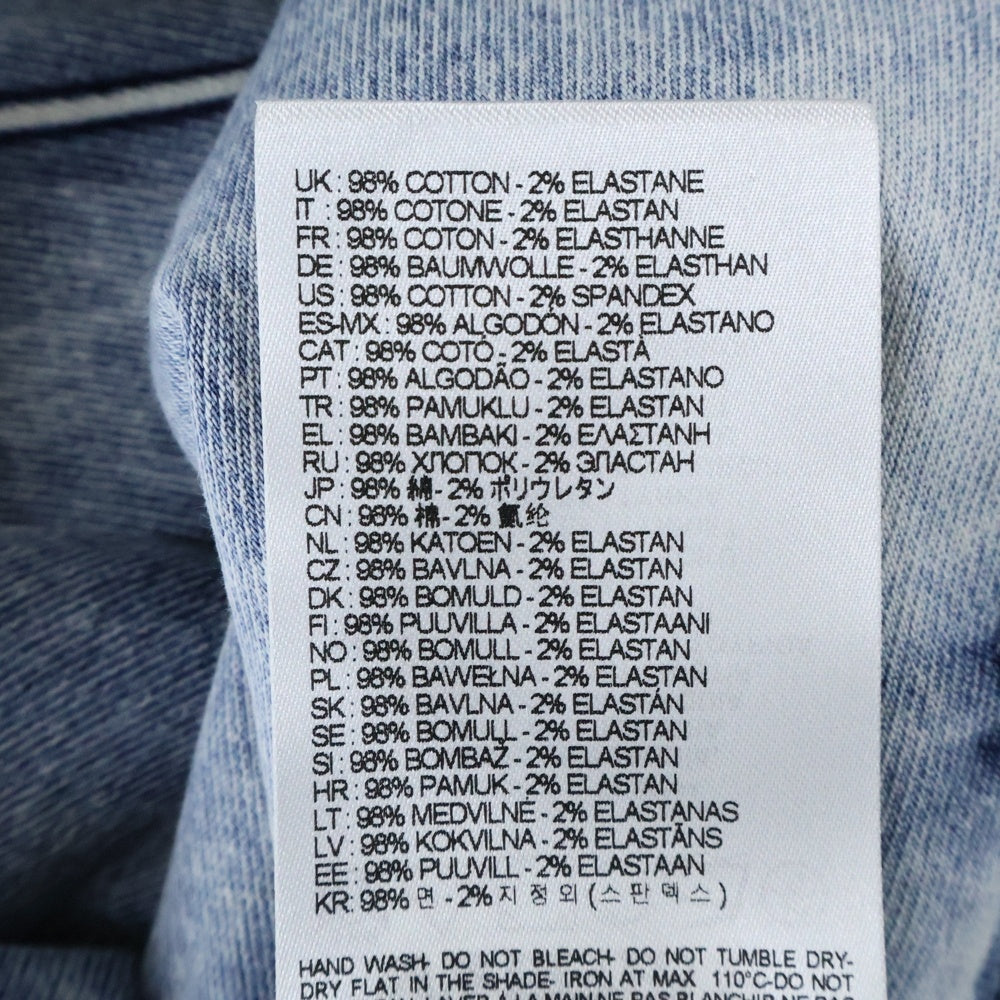 UK : 98% COTTON - 2% ELASTANE
IT : 98% COTONE - 2% ELASTAN
FR : 98% COTON - 2% ELASTHANNE
DE : 98% BAUMWOLLE - 2% ELASTHAN
US : 98% COTTON - 2% SPANDEX
ES-MX : 98% ALGODÓN - 2% ELASTANO
CAT : 98% COTÓ - 2% ELASTÀ
PT : 98% ALGODÃO - 2% ELASTANO
TR : 98% PAMUKLU - 2% ELASTAN
EL : 98% BAMBAKI - 2% ΕΛΑΣΤΑΝΗ
RU : 98% ХЛОПОК - 2% ЭЛАСТАН
JP : 98% 綿 - 2% ポリウレタン
CN : 98% 棉 - 2% 氨纶
NL : 98% KATOEN - 2% ELASTAN
CZ : 98% BAVLNA - 2% ELASTAN
DK : 98% BOMULD - 2% ELASTAN
FI : 98% PUUVILLA - 2% ELASTAANI
NO : 98% BOMULL - 2% ELASTAN
PL : 98% BAWEŁNA - 2% ELASTAN
SK : 98% BAVLNA - 2% ELASTÁN
SE : 98% BOMULL - 2% ELASTAN
SI : 98% BOMBAŽ - 2% ELASTAN
HR : 98% PAMUK - 2% ELASTAN
LT : 98% MEDVILNĖ - 2% ELASTANAS
LV : 98% KOKVILNA - 2% ELASTĀNS
EE : 98% PUUVILL - 2% ELASTAAN
KR: 98% 면 - 2% 지정외 (스판덱스)
HAND WASH- DO NOT BLEACH- DO NOT TUMBLE DRY-
DRY FLAT IN THE SHADE- IRON AT MAX 110°C-DO NOT
LAVER A LA MAIN NE PAS BLANCHIR NE PAS